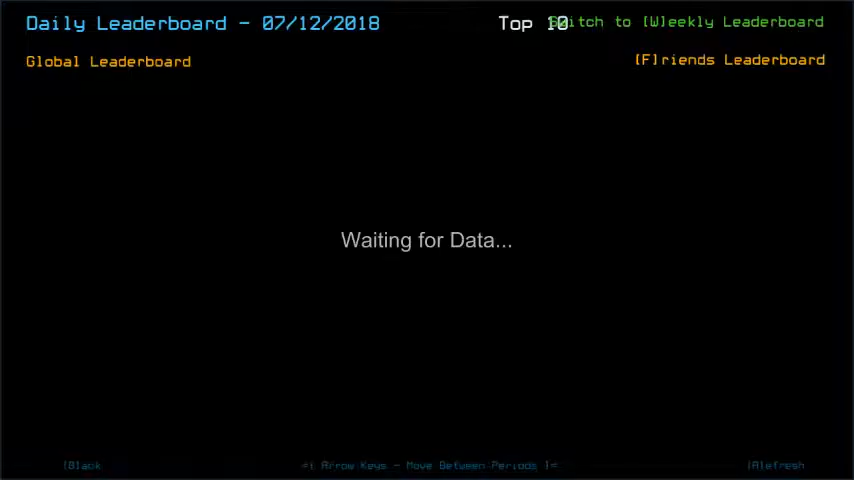 Daily Leaderboard - 07/12/2018
Top 10
Switch to [W]eekly Leaderboard
Global Leaderboard
[F]riends Leaderboard
Waiting for Data...
[B]ack
Arrow Keys - Move Between Periods